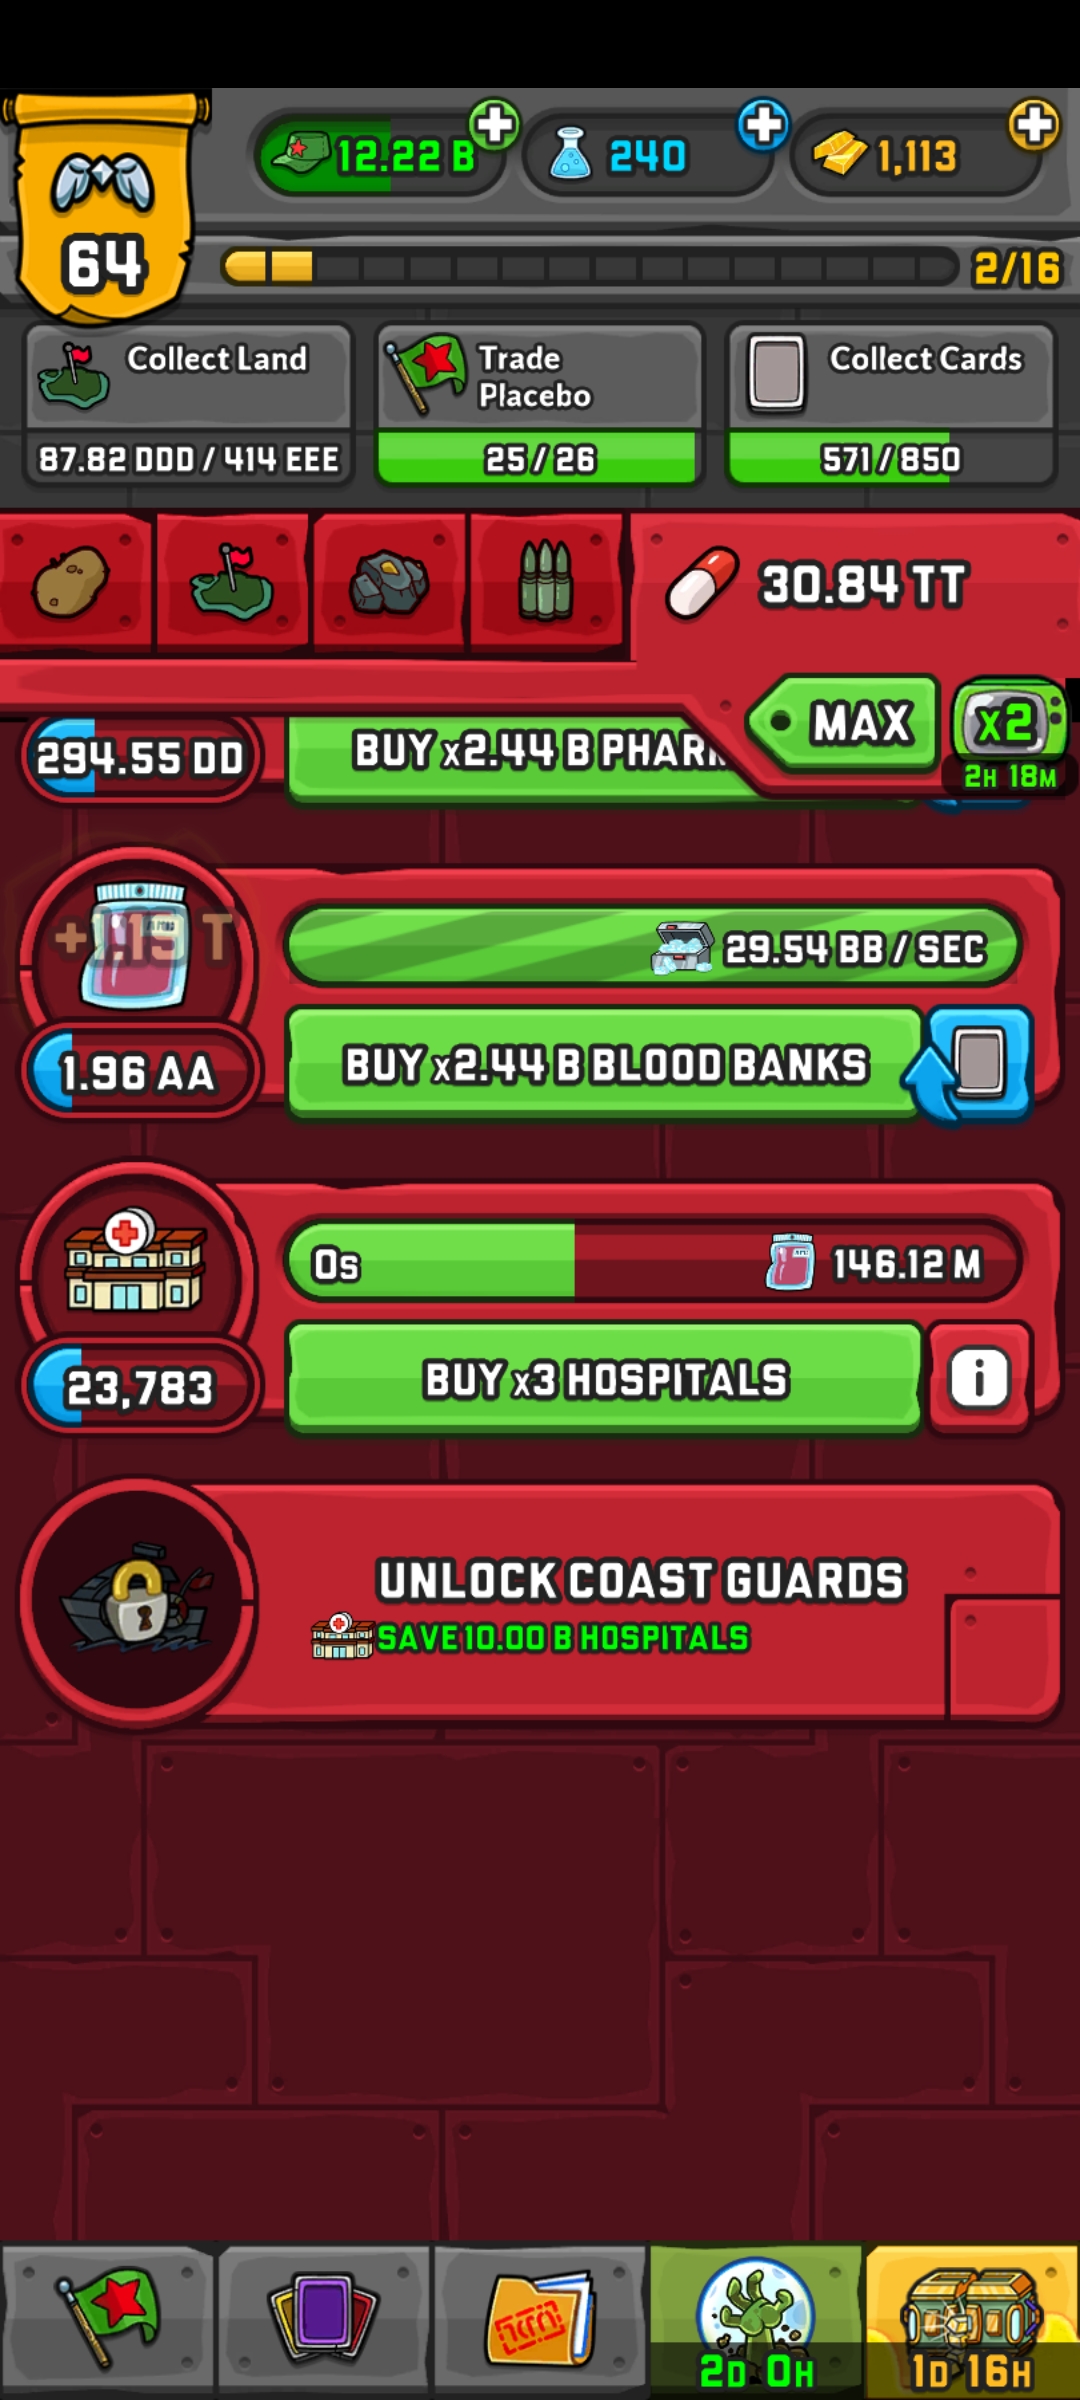 12.22 B
240
1,113
64
2/16
Collect Land
87.82 DDD / 414 EEE
Trade
Placebo
25 / 26
Collect Cards
571 / 850
30.84 TT
MAX
x2
2H 18M
294.55 DD
BUY x2.44 B
29.54 BB / SEC
1.96 AA
BUY x2.44 B BLOOD BANKS
0s
146.12 M
23,783
BUY x3 HOSPITALS
i
UNLOCK COAST GUARDS
SAVE 10.00 B HOSPITALS
2D 0H
1D 16H